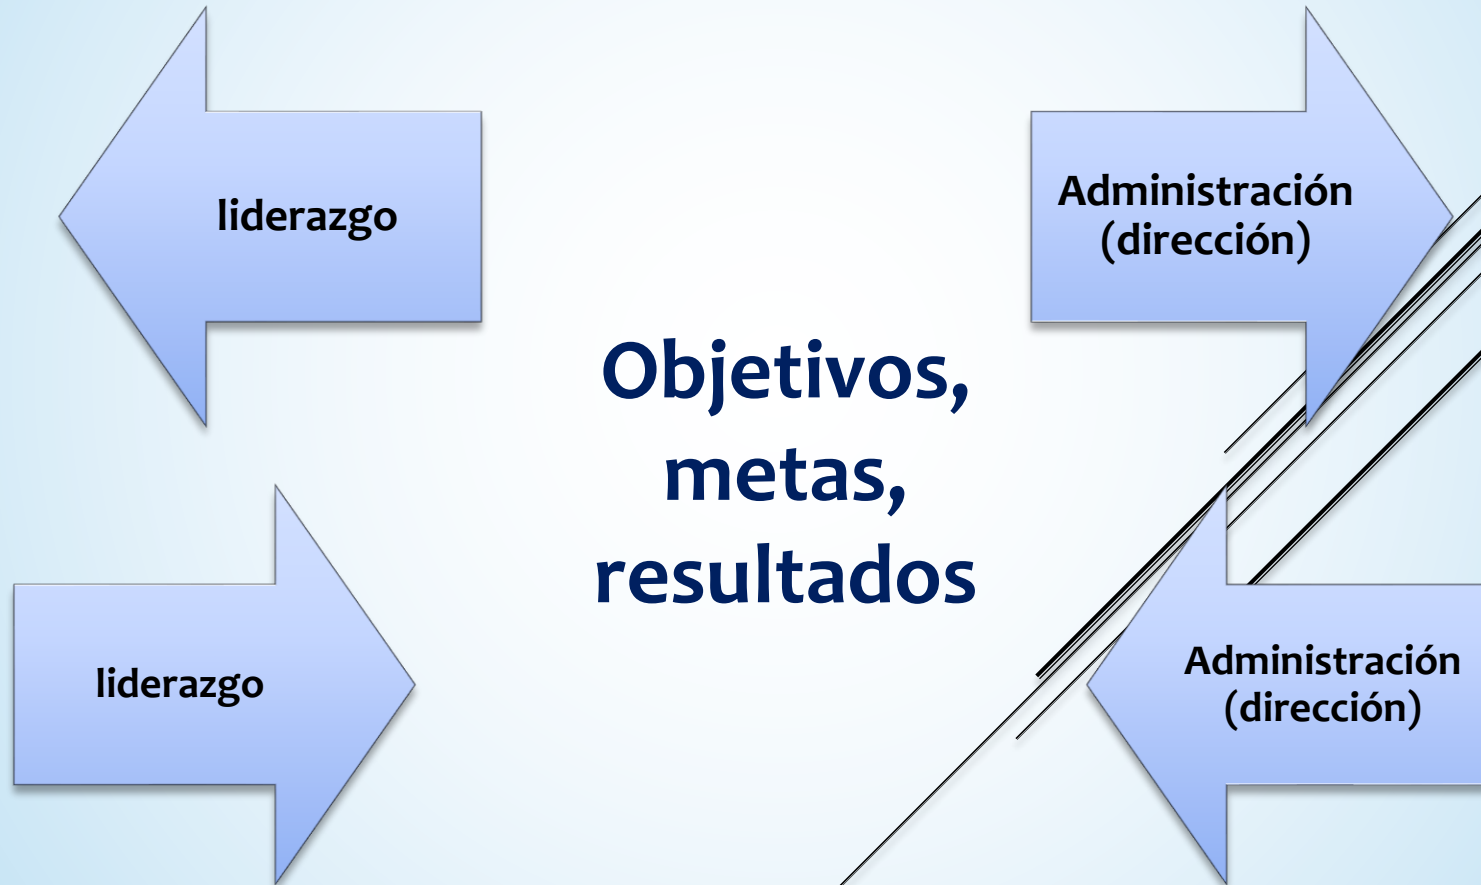 liderazgo
Administración
(dirección)
Objetivos,
metas,
resultados
liderazgo
Administración
(dirección)